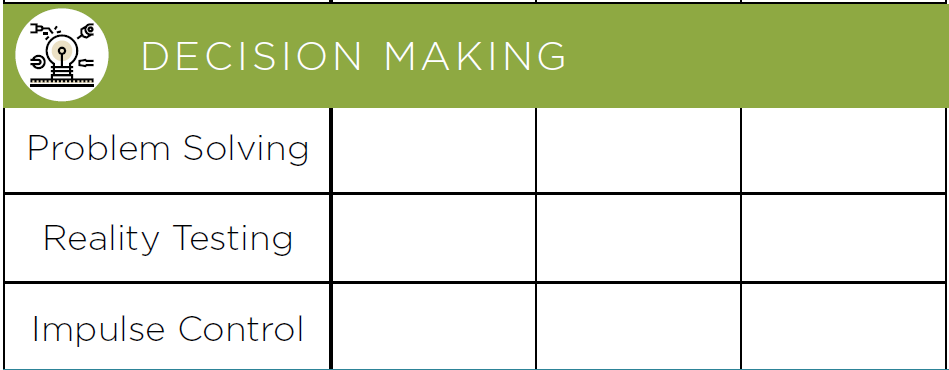 DECISION MAKING
Problem Solving
Reality Testing
Impulse Control